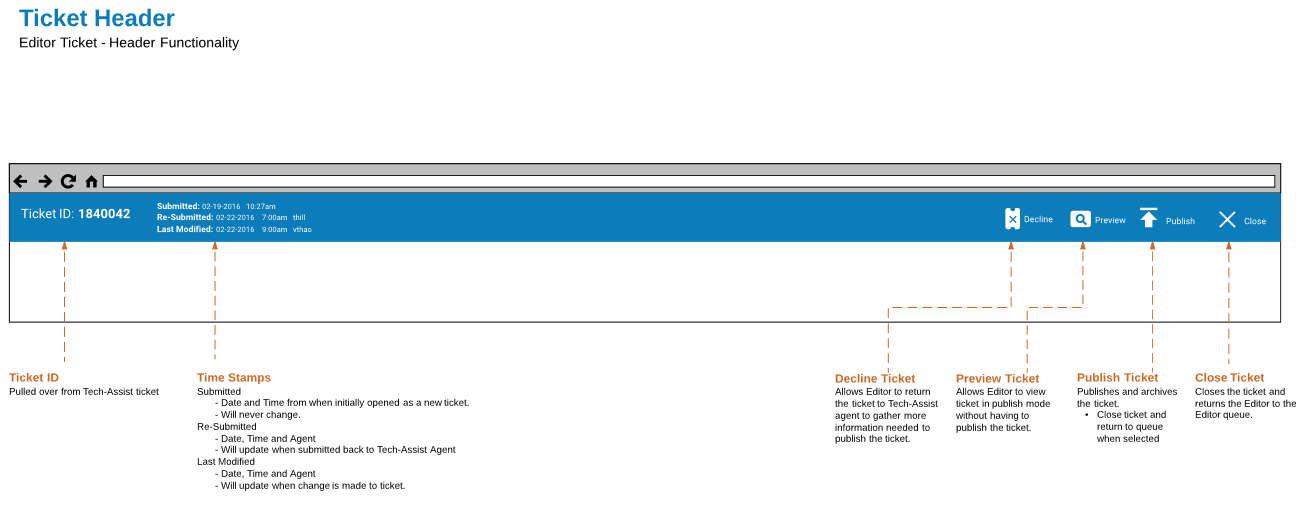 Ticket Header
Editor Ticket - Header Functionality
Ticket ID: 1840042
Submitted: 02-19-2016 10:27am
Re-Submitted: 02-22-2016 7:00am thill
Last Modified: 02-22-2016 9:00am vthao
Decline
Preview
Publish
Close
Ticket ID
Pulled over from Tech-Assist ticket
Time Stamps
Submitted
- Date and Time from when initially opened as a new ticket.
- Will never change.
Re-Submitted
- Date, Time and Agent
- Will update when submitted back to Tech-Assist Agent
Last Modified
- Date, Time and Agent
- Will update when change is made to ticket.
Decline Ticket
Allows Editor to return
the ticket to Tech-Assist
agent to gather more
information needed to
publish the ticket.
Preview Ticket
Allows Editor to view
ticket in publish mode
without having to
publish the ticket.
Publish Ticket
Publishes and archives
the ticket.
• Close ticket and
return to queue
when selected
Close Ticket
Closes the ticket and
returns the Editor to the
Editor queue.